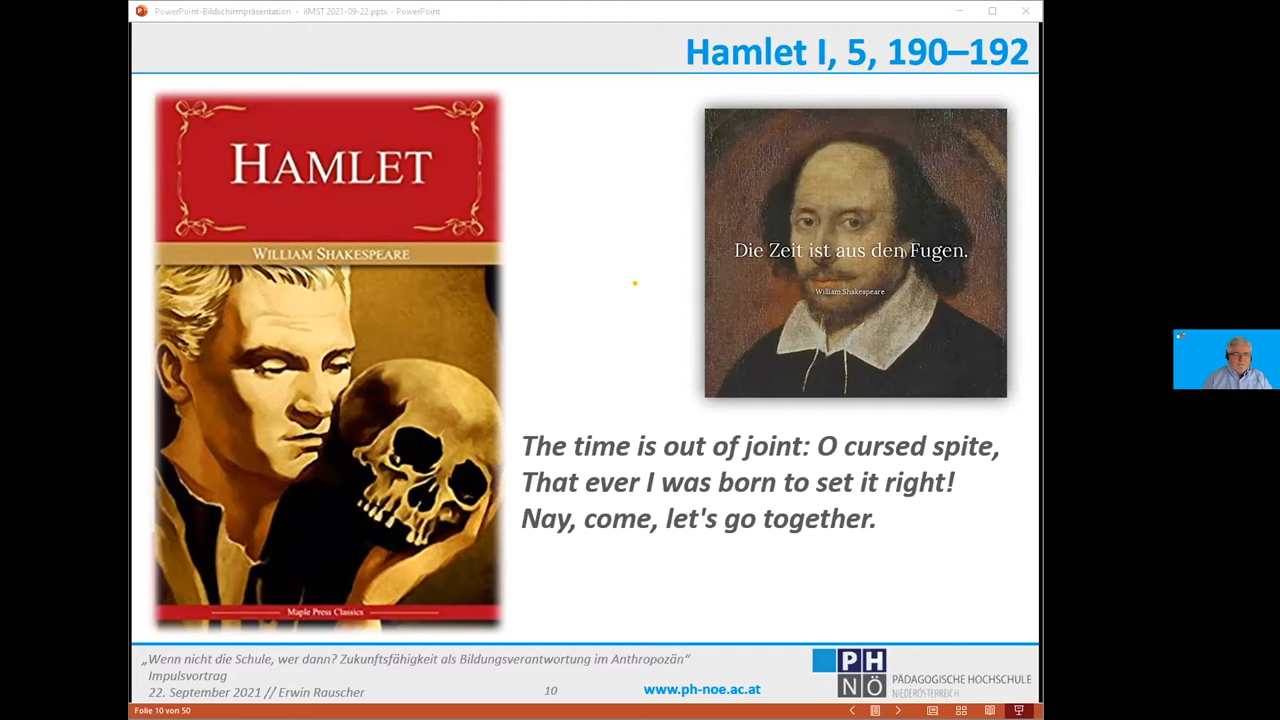 PowerPoint-Bildschirmpräsentation - iIMST 2021-09-22.pptx - PowerPoint
Hamlet I, 5, 190–192
HAMLET
WILLIAM SHAKESPEARE
Maple Press Classics
Die Zeit ist aus den Fugen.
William Shakespeare
The time is out of joint: O cursed spite,
That ever I was born to set it right!
Nay, come, let's go together.
„Wenn nicht die Schule, wer dann? Zukunftsfähigkeit als Bildungsverantwortung im Anthropozän“
Impulsvortrag
22. September 2021 // Erwin Rauscher
10
www.ph-noe.ac.at
PH
NÖ
PÄDAGOGISCHE HOCHSCHULE
NIEDERÖSTERREICH
Folie 10 von 50